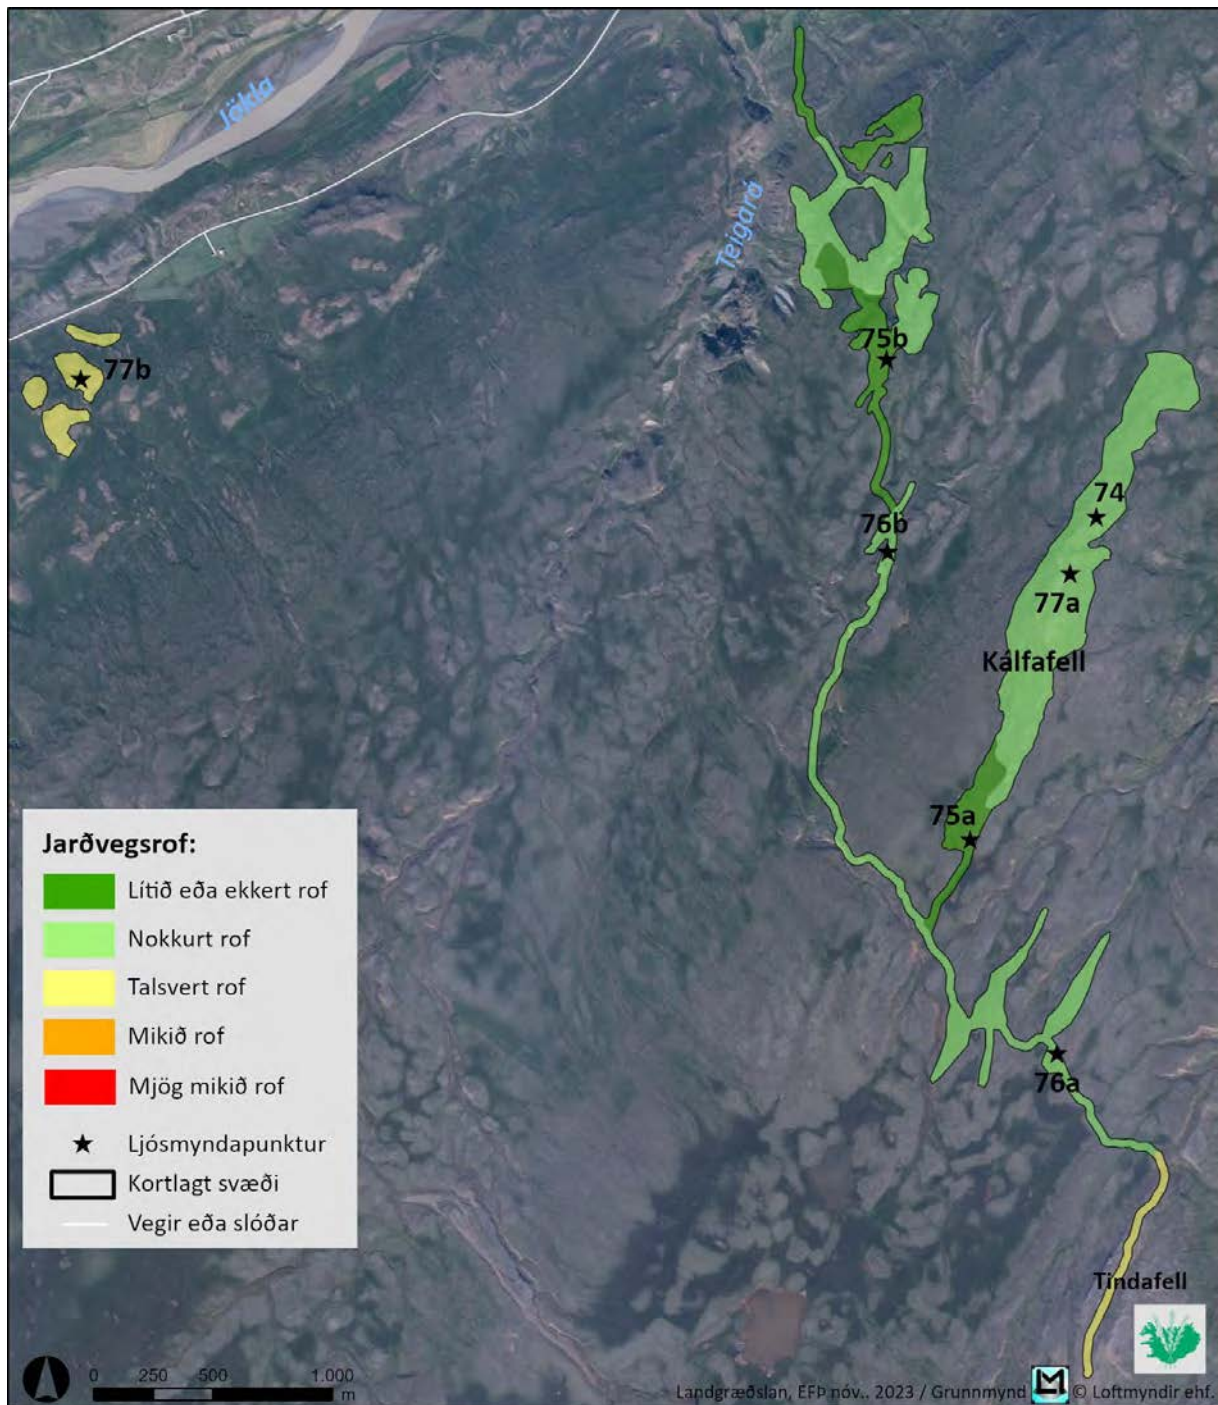 Jökla
Teigará
75b
77b
74
76b
77a
Kálfafell
75a
Jarðvegsrof:
Lítið eða ekkert rof
Nokkurt rof
Talsvert rof
Mikið rof
Mjög mikið rof
Ljósmyndapunktur
Kortlagt svæði
Vegir eða slóðar
76a
Tindafell
0 250 500 1.000
m
Landgræðslan, EFÞ nóv.. 2023 / Grunnmynd LM © Loftmyndir ehf.